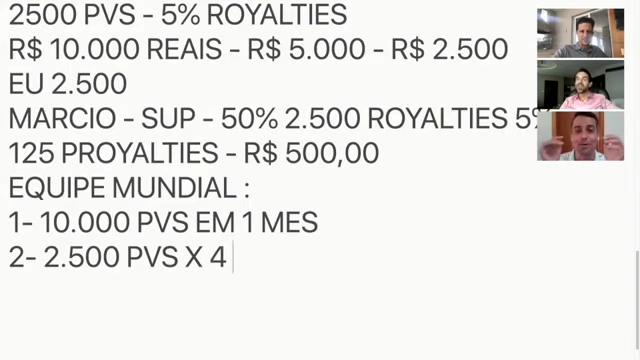 2500 PVS - 5% ROYALTIES
R$ 10.000 REAIS - R$ 5.000 - R$ 2.500
EU 2.500
MARCIO - SUP - 50% 2.500 ROYALTIES 5%
125 PROYALTIES - R$ 500,00
EQUIPE MUNDIAL :
1- 10.000 PVS EM 1 MES
2- 2.500 PVS X 4